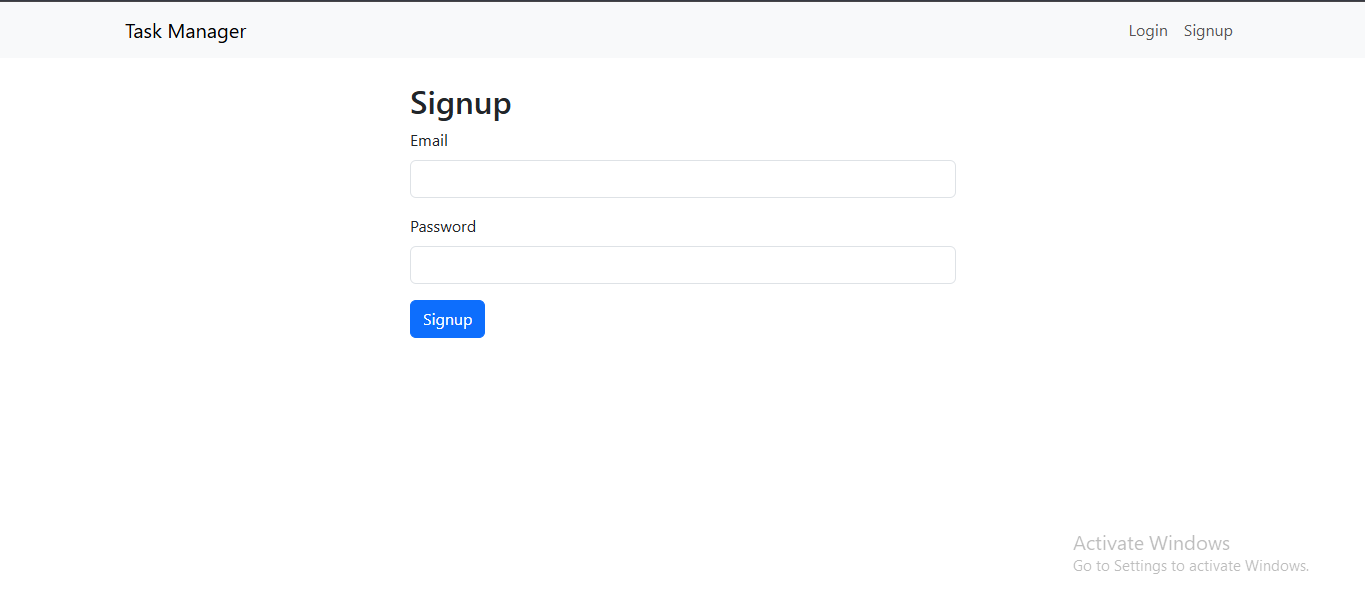 Task Manager
Login Signup
Signup
Email
Password
Signup
Activate Windows
Go to Settings to activate Windows.